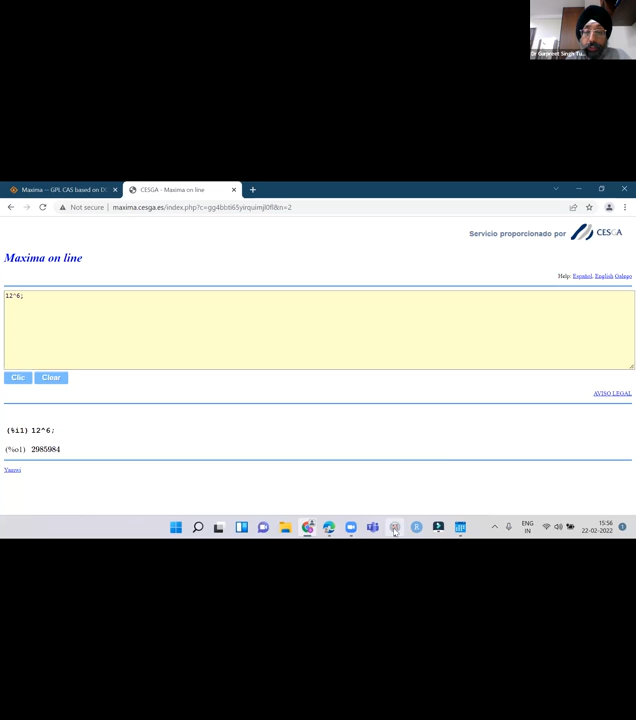 Dr Gurpreet Singh Tu...
Maxima -- GPL CAS based on DO
CESGA - Maxima on line
Not secure
maxima.cesga.es/index.php?c=gg4bbti65yirquimjl0fl&n=2
Servicio proporcionado por
CESGA
Maxima on line
Help: Español, English Galego
12^6;
Clic
Clear
AVISO LEGAL
(%i1) 12^6;
(%o1) 2985984
Yamwi
ENG
IN
15:56
22-02-2022